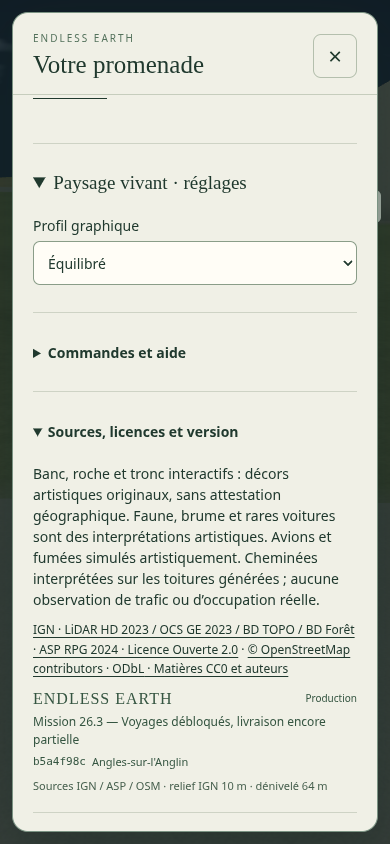 ENDLESS EARTH
Votre promenade
×
▼ Paysage vivant · réglages
Profil graphique
Équilibré
▶ Commandes et aide
▼ Sources, licences et version
Banc, roche et tronc interactifs : décors
artistiques originaux, sans attestation
géographique. Faune, brume et rares voitures
sont des interprétations artistiques. Avions et
fumées simulés artistiquement. Cheminées
interprétées sur les toitures générées ; aucune
observation de trafic ou d’occupation réelle.
IGN · LiDAR HD 2023 / OCS GE 2023 / BD TOPO / BD Forêt
· ASP RPG 2024 · Licence Ouverte 2.0 · © OpenStreetMap
contributors · ODbL · Matières CC0 et auteurs
ENDLESS EARTH Production
Mission 26.3 — Voyages débloqués, livraison encore
partielle
b5a4f98c Angles-sur-l’Anglin
Sources IGN / ASP / OSM · relief IGN 10 m · dénivelé 64 m